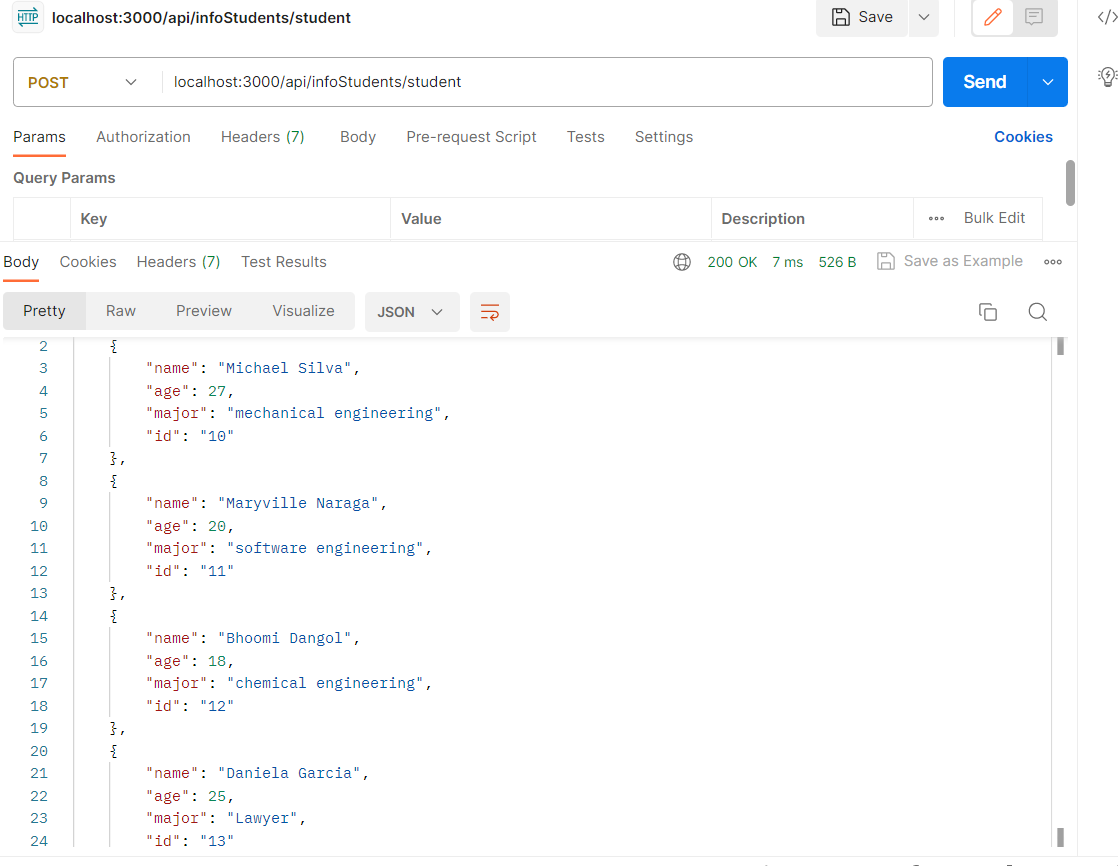 HTTP localhost:3000/api/infoStudents/student Save
POST localhost:3000/api/infoStudents/student Send
Params Authorization Headers (7) Body Pre-request Script Tests Settings Cookies
Query Params
Key Value Description Bulk Edit
Body Cookies Headers (7) Test Results 200 OK 7 ms 526 B Save as Example
Pretty Raw Preview Visualize JSON
2 {
3 "name": "Michael Silva",
4 "age": 27,
5 "major": "mechanical engineering",
6 "id": "10"
7 },
8 {
9 "name": "Maryville Naraga",
10 "age": 20,
11 "major": "software engineering",
12 "id": "11"
13 },
14 {
15 "name": "Bhoomi Dangol",
16 "age": 18,
17 "major": "chemical engineering",
18 "id": "12"
19 },
20 {
21 "name": "Daniela Garcia",
22 "age": 25,
23 "major": "Lawyer",
24 "id": "13"